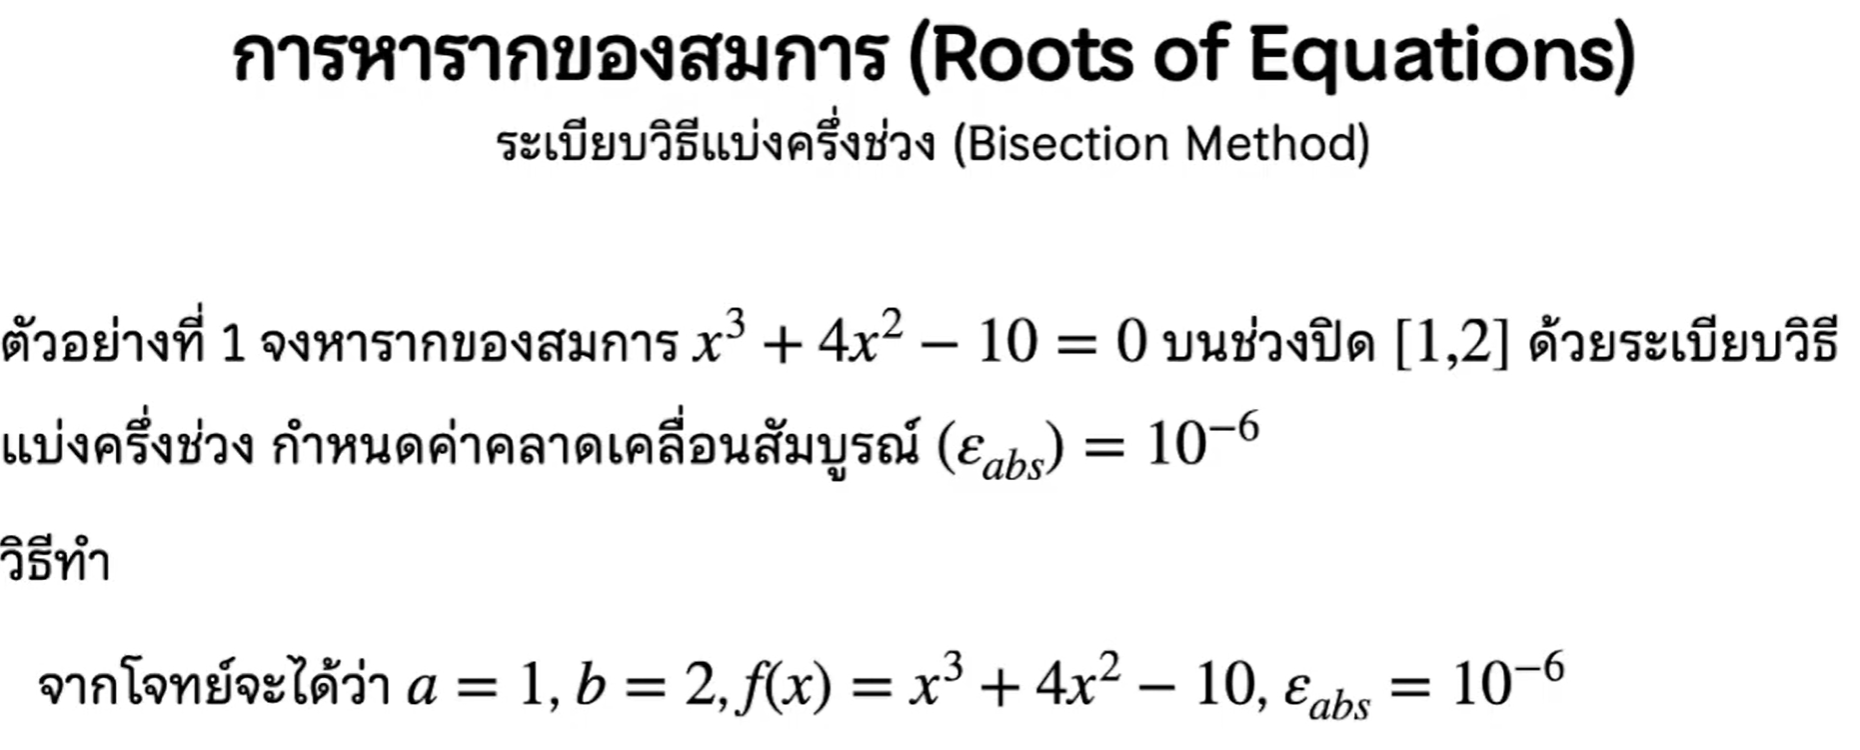 การหารากของสมการ (Roots of Equations)
ระเบียบวิธีแบ่งครึ่งช่วง (Bisection Method)
ตัวอย่างที่ 1 จงหารากของสมการ x³ + 4x² − 10 = 0 บนช่วงปิด [1,2] ด้วยระเบียบวิธี
แบ่งครึ่งช่วง กำหนดค่าคลาดเคลื่อนสัมบูรณ์ (ε_abs) = 10⁻⁶
วิธีทำ
จากโจทย์จะได้ว่า a = 1, b = 2, f(x) = x³ + 4x² − 10, ε_abs = 10⁻⁶